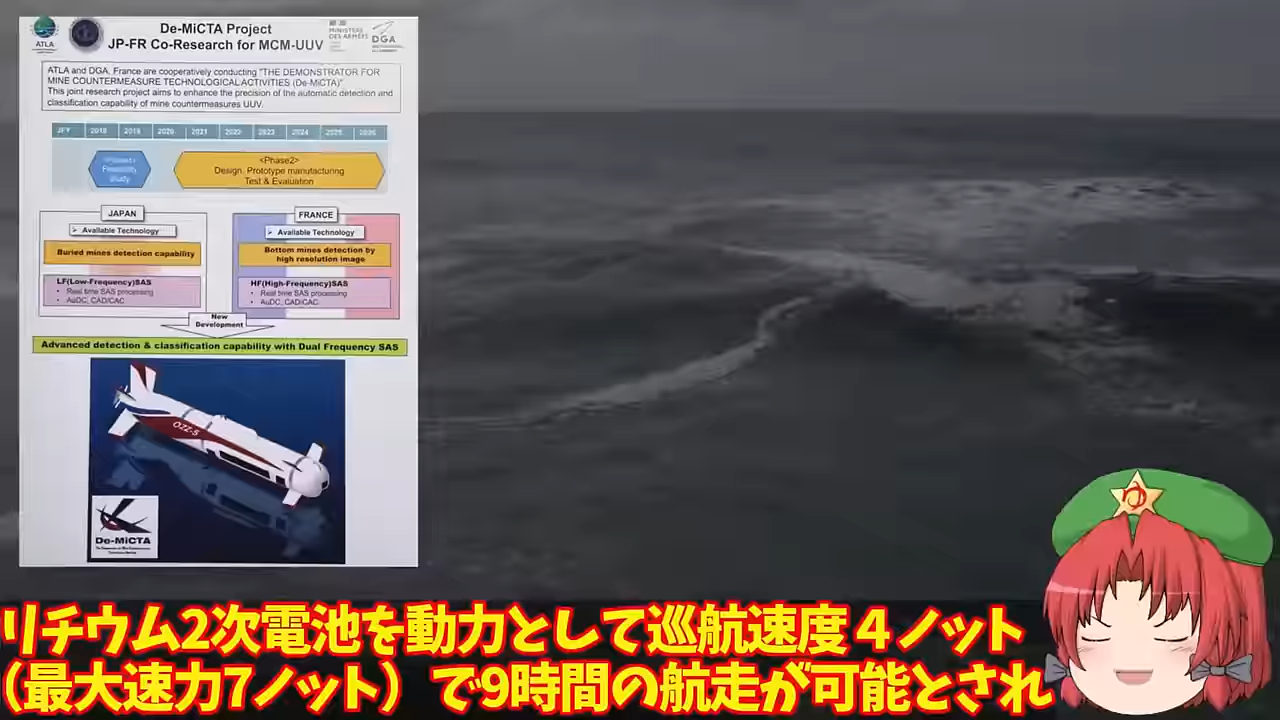 De-MiCTA Project
JP-FR Co-Research for MCM-UUV
ATLA
MINISTÈRE
DES ARMÉES
DGA
ATLA and DGA, France are cooperatively conducting "THE DEMONSTRATOR FOR
MINE COUNTERMEASURE TECHNOLOGICAL ACTIVITIES (De-MiCTA)"
This joint research project aims to enhance the precision of the automatic detection and
classification capability of mine countermeasures UUV.
JFY 2018 2019 2020 2021 2022 2023 2024 2025 2026
<Phase1>
Feasibility
Study
<Phase2>
Design, Prototype manufacturing
Test & Evaluation
JAPAN
➢ Available Technology
Buried mines detection capability
LF(Low-Frequency)SAS
• Real time SAS processing
• AuDC, CAD/CAC
FRANCE
➢ Available Technology
Bottom mines detection by
high resolution image
HF(High-Frequency)SAS
• Real time SAS processing
• AuDC, CAD/CAC
New
Development
Advanced detection & classification capability with Dual Frequency SAS
OZZ-5
De-MiCTA
リチウム2次電池を動力として巡航速度４ノット
（最大速力7ノット）で9時間の航走が可能とされ